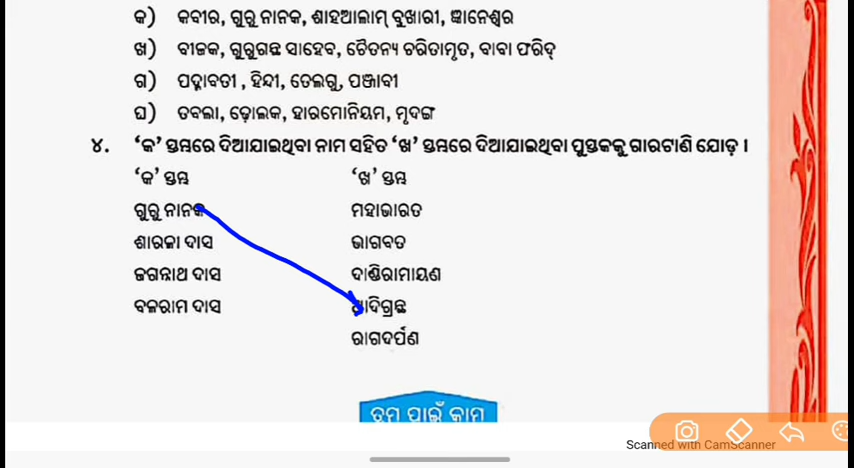 କ) କବୀର, ଗୁରୁ ନାନକ, ଶାହଆଲାମ୍ ବୁଖାରୀ, ଜ୍ଞାନେଶ୍ୱର
ଖ) ବୀଜକ, ଗୁରୁଗ୍ରନ୍ଥ ସାହେବ, ଚୈତନ୍ୟ ଚରିତାମୃତ, ବାବା ଫରିଦ୍
ଗ) ପଦ୍ମାବତୀ , ହିନ୍ଦୀ, ତେଲଗୁ, ପଞ୍ଜାବୀ
ଘ) ତବଲା, ଢ଼ୋଲକ, ହାରମୋନିୟମ, ମୃଦଙ୍ଗ
୪. ‘କ’ ସ୍ତମ୍ଭରେ ଦିଆଯାଇଥିବା ନାମ ସହିତ ‘ଖ’ ସ୍ତମ୍ଭରେ ଦିଆଯାଇଥିବା ପୁସ୍ତକକୁ ଗାରଟାଣି ଯୋଡ଼ ।
‘କ’ ସ୍ତମ୍ଭ ‘ଖ’ ସ୍ତମ୍ଭ
ଗୁରୁ ନାନକ ମହାଭାରତ
ଶାରଳା ଦାସ ଭାଗବତ
ଜଗନ୍ନାଥ ଦାସ ଦାଣ୍ଡିରାମାୟଣ
ବଳରାମ ଦାସ ଆଦିଗ୍ରନ୍ଥ
ରାଗଦର୍ପଣ
ତୁମ ପାଇଁ କାମ
Scanned with CamScanner